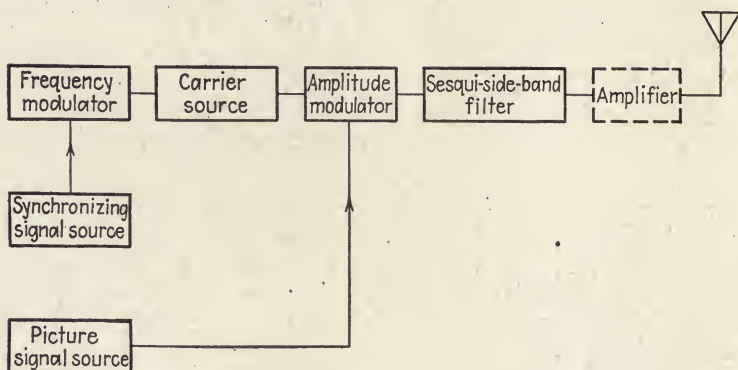 Frequency
modulator
Carrier
source
Amplitude
modulator
Sesqui-side-band
filter
Amplifier
Synchronizing
signal source
Picture
signal source